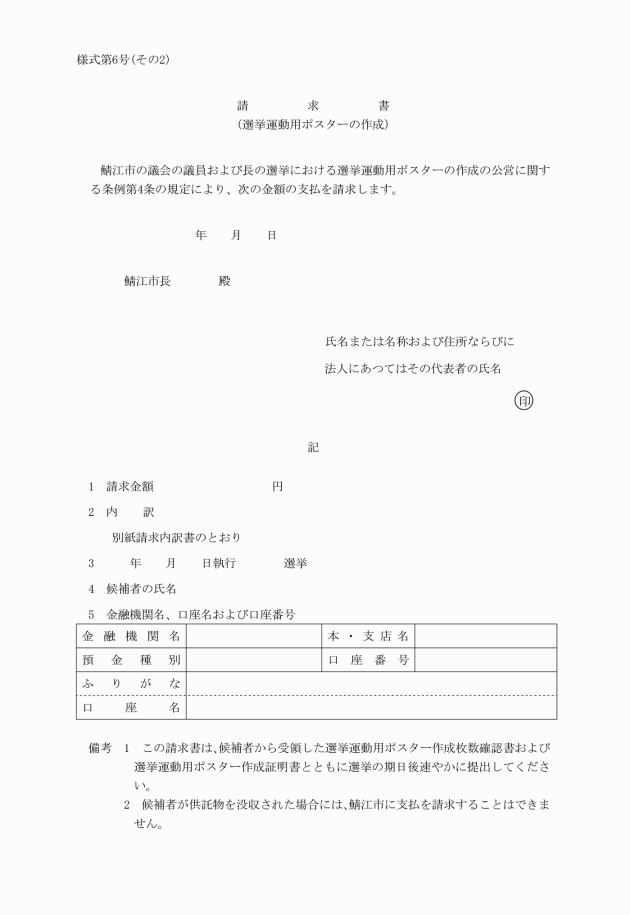 様式第6号(その2)
請　求　書
(選挙運動用ポスターの作成)
鯖江市の議会の議員および長の選挙における選挙運動用ポスターの作成の公営に関す
る条例第4条の規定により、次の金額の支払を請求します。
年　月　日
鯖江市長　殿
氏名または名称および住所ならびに
法人にあつてはその代表者の氏名
印
記
1　請求金額　円
2　内　訳
別紙請求内訳書のとおり
3　年　月　日執行　選挙
4　候補者の氏名
5　金融機関名、口座名および口座番号
金融機関名　本・支店名
預金種別　口座番号
ふりがな
口座名
備考　1　この請求書は、候補者から受領した選挙運動用ポスター作成枚数確認書および
選挙運動用ポスター作成証明書とともに選挙の期日後速やかに提出してくださ
い。
2　候補者が供託物を没収された場合には、鯖江市に支払を請求することはできま
せん。